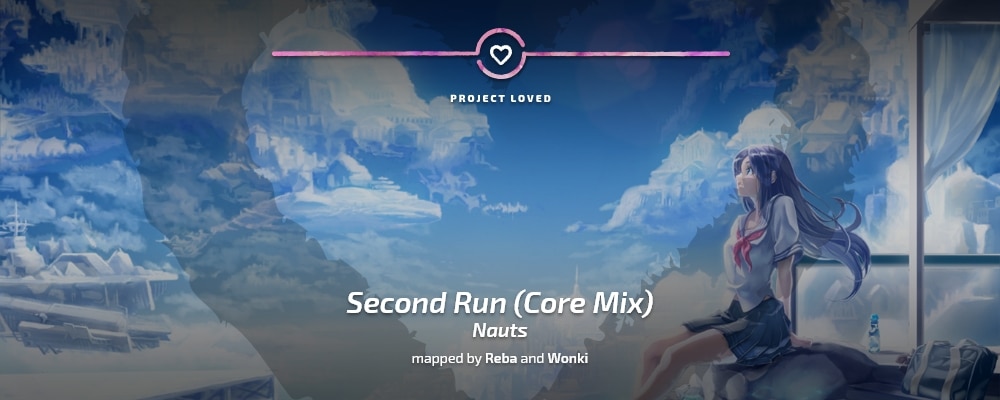 PROJECT LOVED
Second Run (Core Mix)
Nauts
mapped by Reba and Wonki